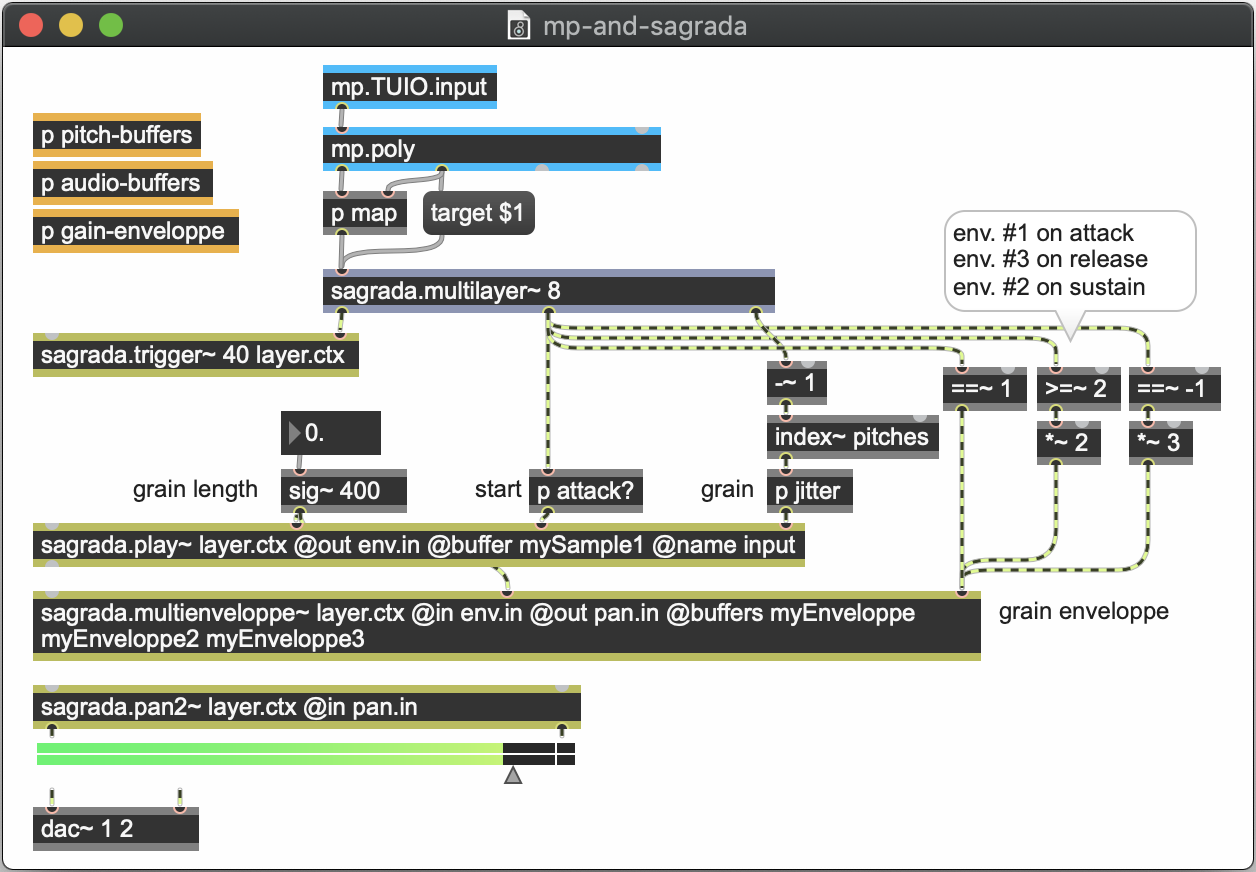 mp-and-sagrada
mp.TUIO.input
p pitch-buffers
mp.poly
p audio-buffers
p map
target $1
p gain-enveloppe
env. #1 on attack
env. #3 on release
env. #2 on sustain
sagrada.multilayer~ 8
sagrada.trigger~ 40 layer.ctx
-~ 1
==~ 1
>=~ 2
==~ -1
0.
index~ pitches
*~ 2
*~ 3
grain length
sig~ 400
start
p attack?
grain
p jitter
sagrada.play~ layer.ctx @out env.in @buffer mySample1 @name input
sagrada.multienveloppe~ layer.ctx @in env.in @out pan.in @buffers myEnveloppe
myEnveloppe2 myEnveloppe3
grain enveloppe
sagrada.pan2~ layer.ctx @in pan.in
dac~ 1 2